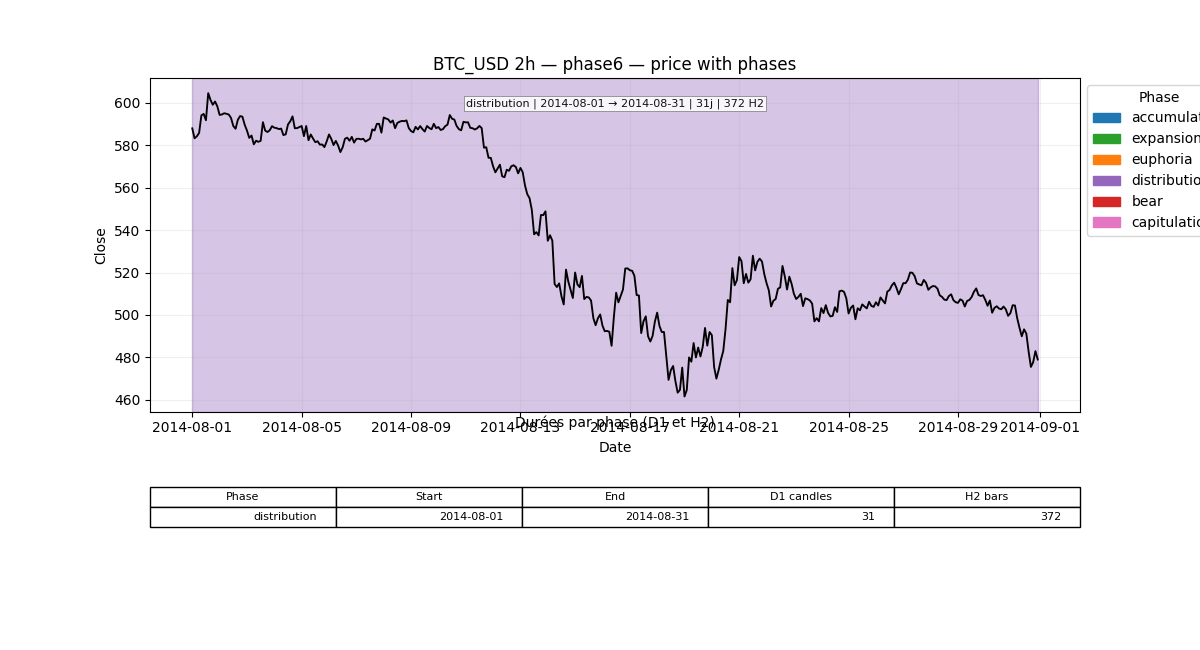 BTC_USD 2h — phase6 — price with phases
distribution | 2014-08-01 → 2014-08-31 | 31j | 372 H2
600
580
560
540
520
500
480
460
Close
2014-08-01 2014-08-05 2014-08-09 2014-08-13 2014-08-17 2014-08-21 2014-08-25 2014-08-29 2014-09-01
Date
Phase
accumulat
expansion
euphoria
distributio
bear
capitulatio
Durées par phase (D1 et H2)
Phase Start End D1 candles H2 bars
distribution 2014-08-01 2014-08-31 31 372